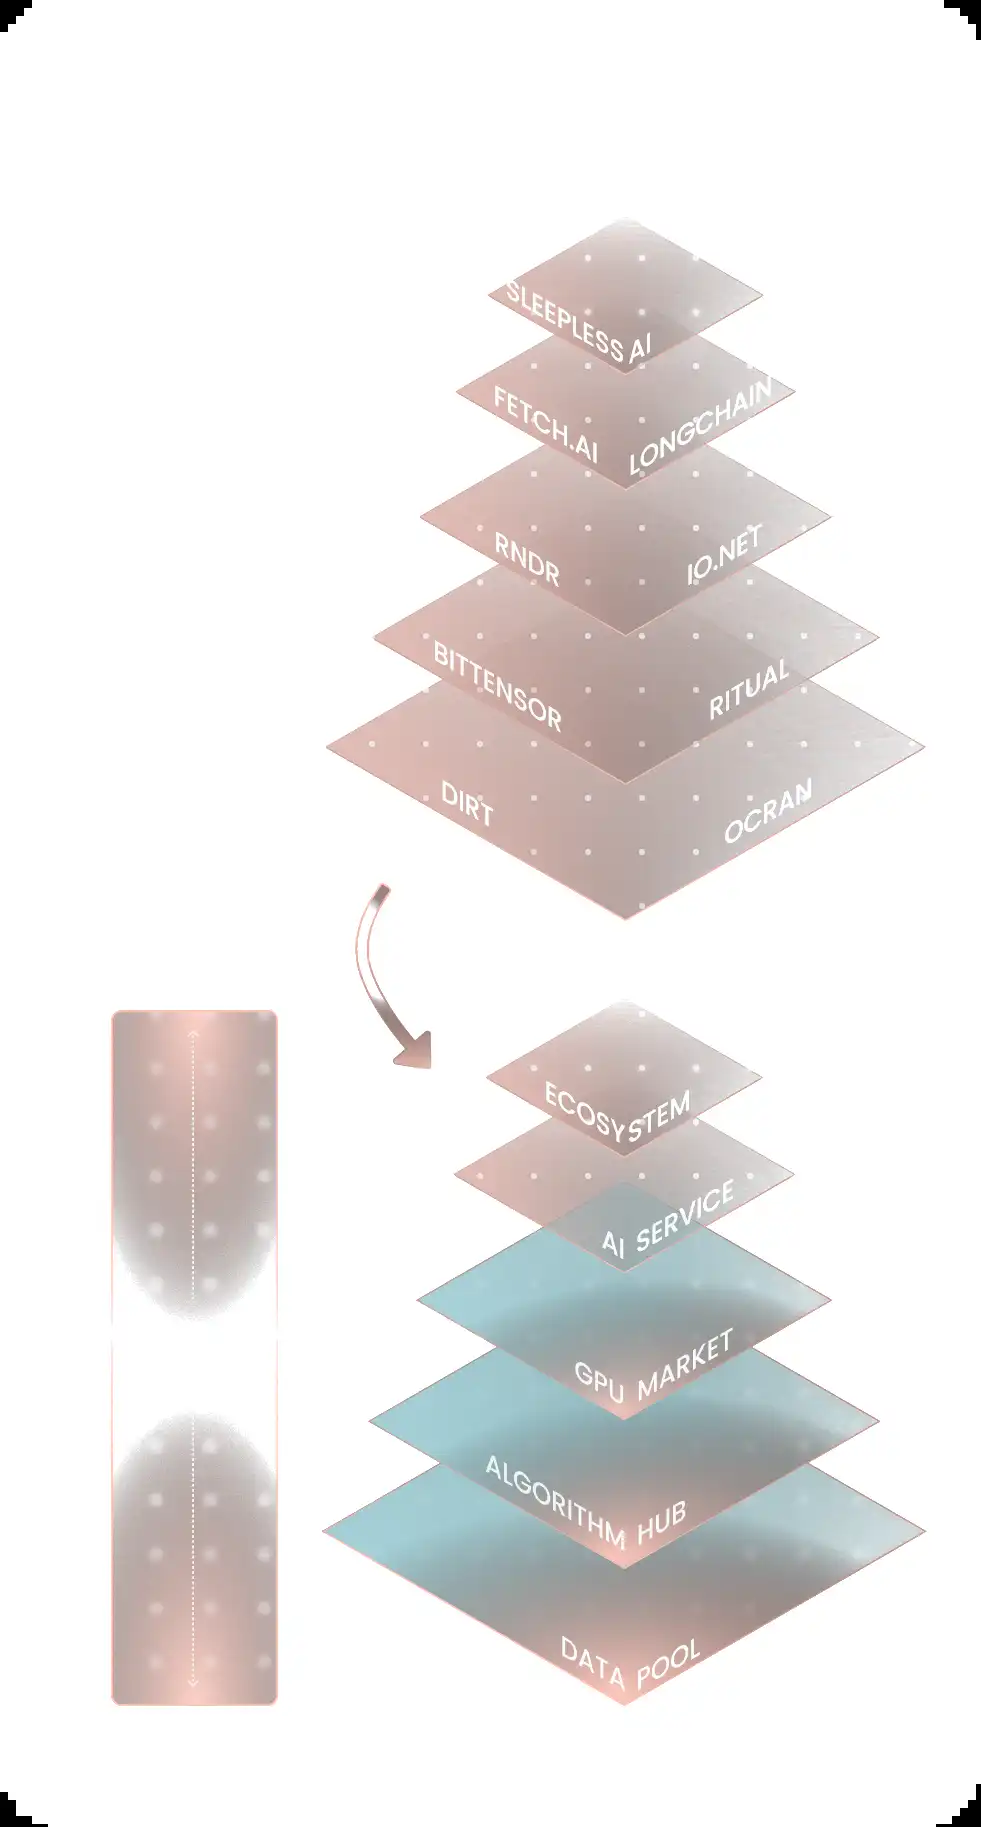 SLEEPLESS AI
FETCH.AI LONGCHAIN
RNDR IO.NET
BITTENSOR RITUAL
DIRT OCRAN
ECOSYSTEM
AI SERVICE
GPU MARKET
ALGORITHM HUB
DATA POOL